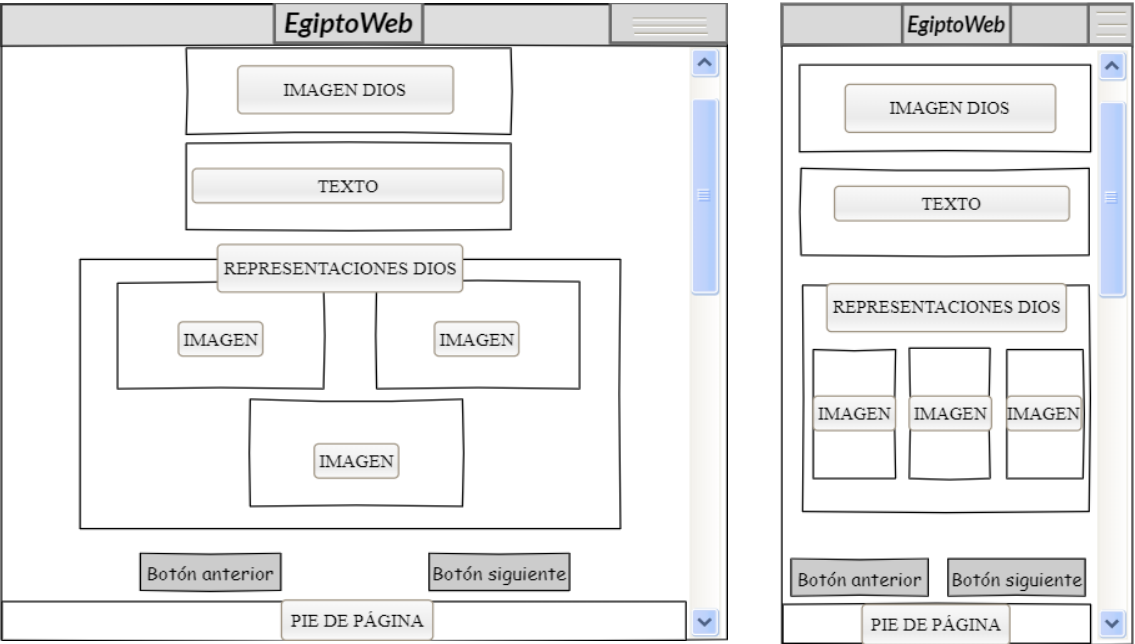 EgiptoWeb
IMAGEN DIOS
TEXTO
REPRESENTACIONES DIOS
IMAGEN
IMAGEN
IMAGEN
Botón anterior
Botón siguiente
PIE DE PÁGINA
EgiptoWeb
IMAGEN DIOS
TEXTO
REPRESENTACIONES DIOS
IMAGEN
IMAGEN
IMAGEN
Botón anterior
Botón siguiente
PIE DE PÁGINA